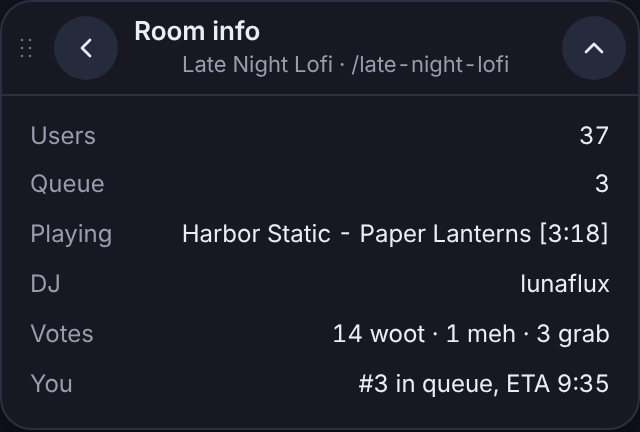 Room info
Late Night Lofi · /late-night-lofi
Users 37
Queue 3
Playing Harbor Static - Paper Lanterns [3:18]
DJ lunaflux
Votes 14 woot · 1 meh · 3 grab
You #3 in queue, ETA 9:35